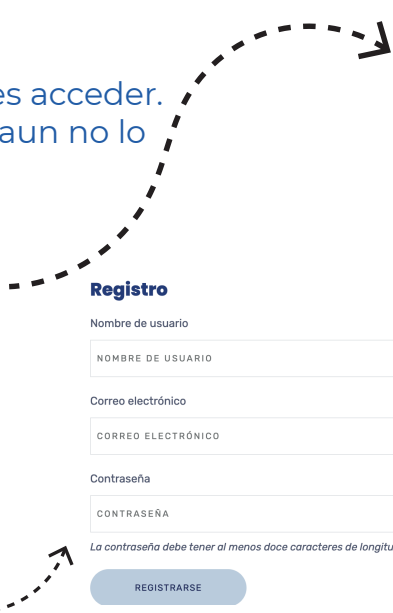 es acceder.
aun no lo
Registro
Nombre de usuario
NOMBRE DE USUARIO
Correo electrónico
CORREO ELECTRÓNICO
Contraseña
CONTRASEÑA
La contraseña debe tener al menos doce caracteres de longitu
REGISTRARSE